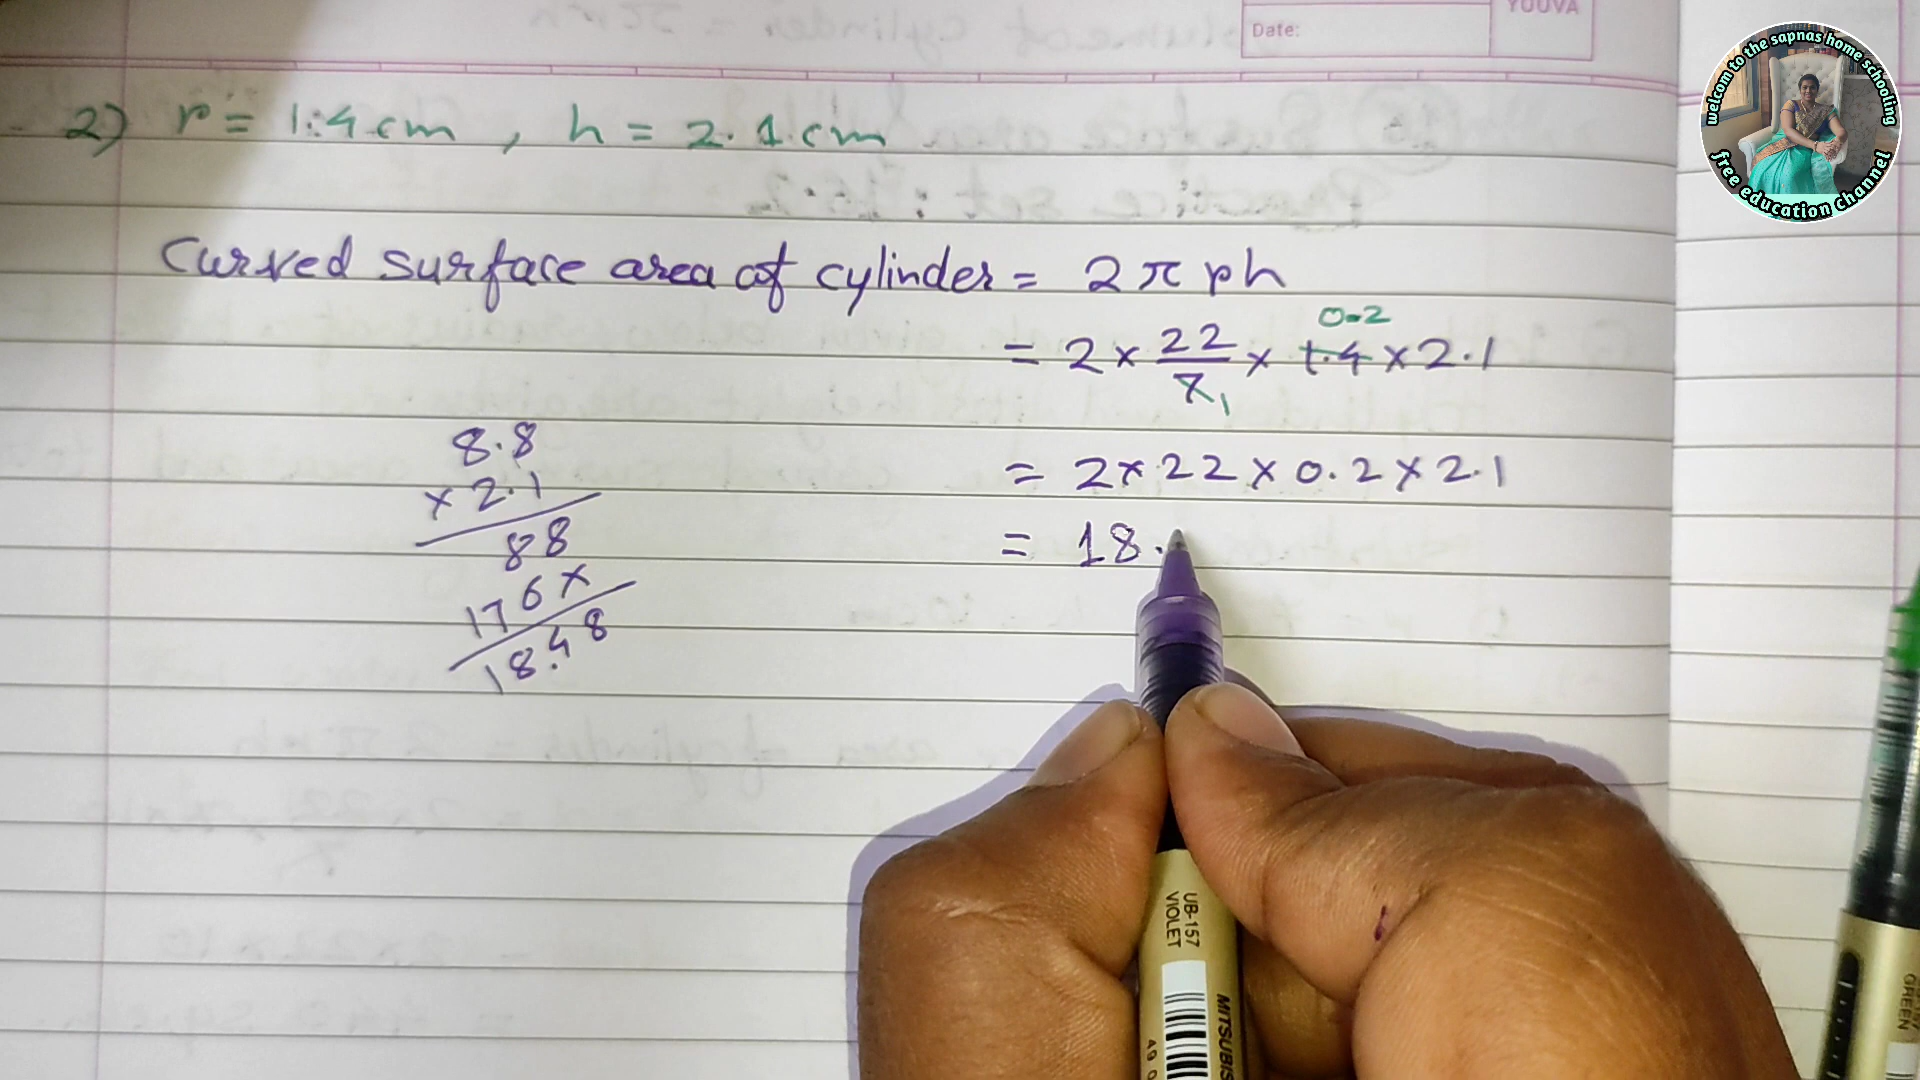 YOUVA
Date:
welcom to the sapnas home schooling
free education channel
2) r = 1.4 cm , h = 2.1 cm
Curved surface area of cylinder = 2πrh
= 2 × 22/7 × 1.4 × 2.1
0.2
1
= 2 × 22 × 0.2 × 2.1
= 18.
8.8
× 2.1
88
176×
18.48
UB-157
VIOLET
MITSUBIS
GREEN